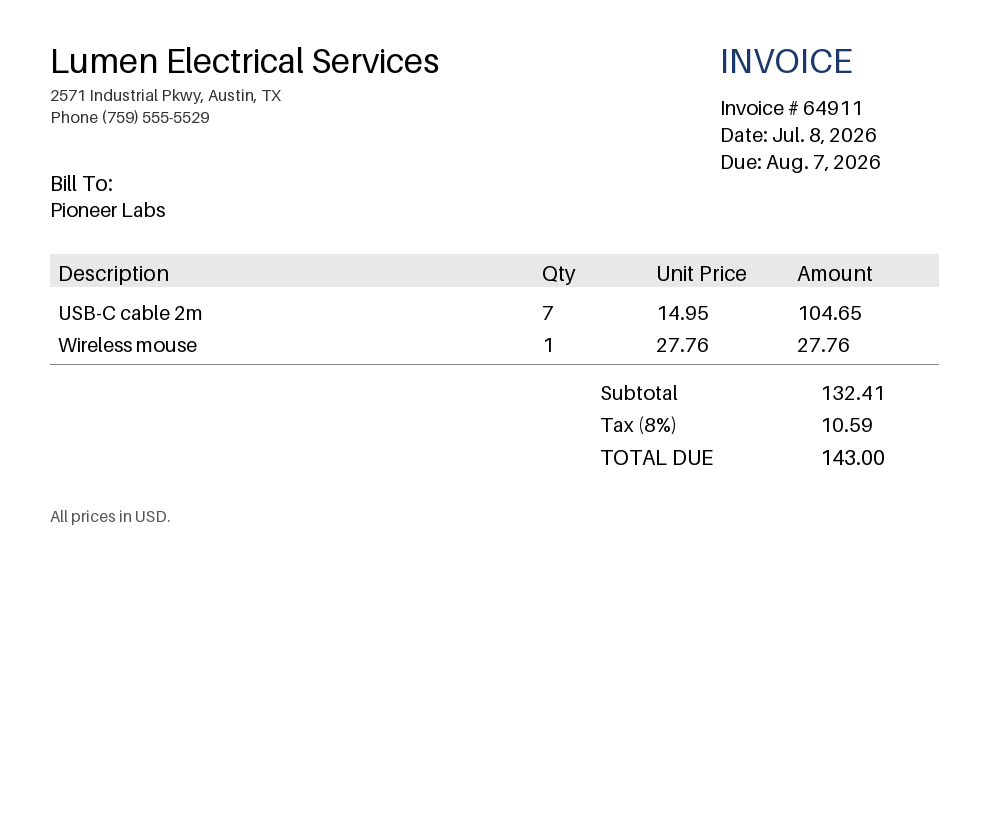 Lumen Electrical Services
2571 Industrial Pkwy, Austin, TX
Phone (759) 555-5529
INVOICE
Invoice # 64911
Date: Jul. 8, 2026
Due: Aug. 7, 2026
Bill To:
Pioneer Labs
Description Qty Unit Price Amount
USB-C cable 2m 7 14.95 104.65
Wireless mouse 1 27.76 27.76
Subtotal 132.41
Tax (8%) 10.59
TOTAL DUE 143.00
All prices in USD.